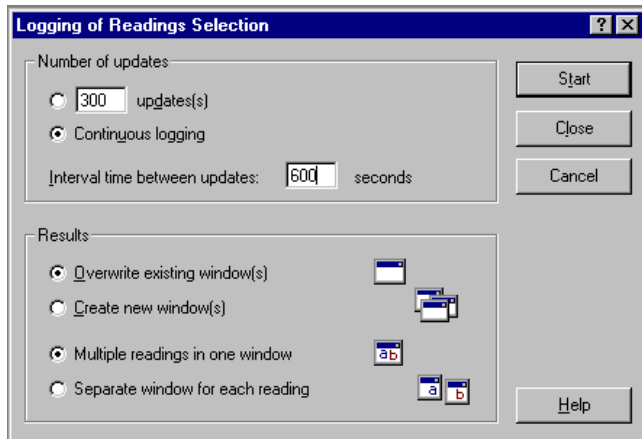 Logging of Readings Selection
Number of updates
300 updates(s)
Continuous logging
Interval time between updates: 600 seconds
Start
Close
Cancel
Results
Overwrite existing window(s)
Create new window(s)
Multiple readings in one window
ab
Separate window for each reading
a b
Help